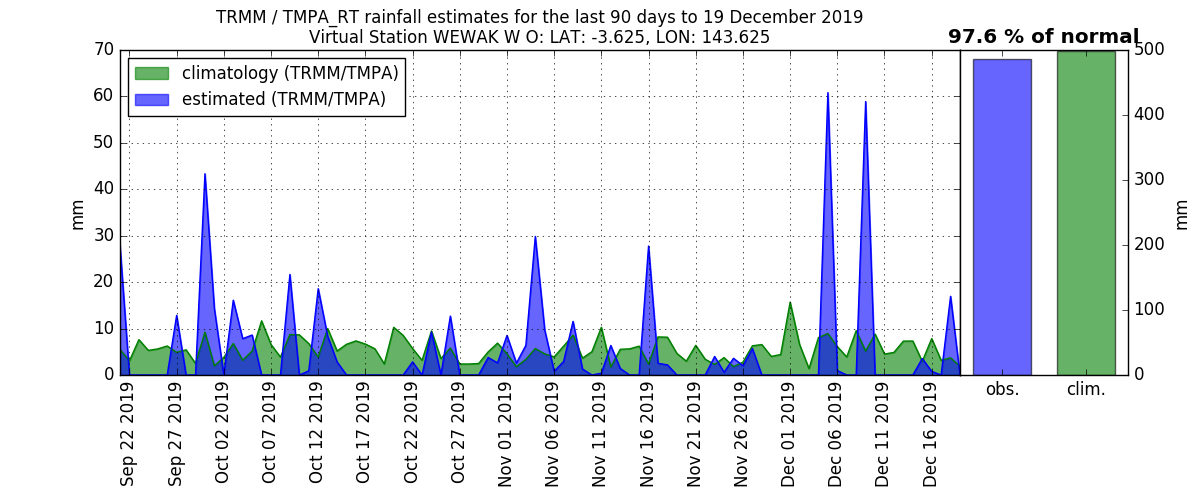 TRMM / TMPA_RT rainfall estimates for the last 90 days to 19 December 2019
Virtual Station WEWAK W O: LAT: -3.625, LON: 143.625
97.6 % of normal
climatology (TRMM/TMPA)
estimated (TRMM/TMPA)
70
60
50
40
30
20
10
0
mm
Sep 22 2019
Sep 27 2019
Oct 02 2019
Oct 07 2019
Oct 12 2019
Oct 17 2019
Oct 22 2019
Oct 27 2019
Nov 01 2019
Nov 06 2019
Nov 11 2019
Nov 16 2019
Nov 21 2019
Nov 26 2019
Dec 01 2019
Dec 06 2019
Dec 11 2019
Dec 16 2019
obs.
clim.
500
400
300
200
100
0
mm